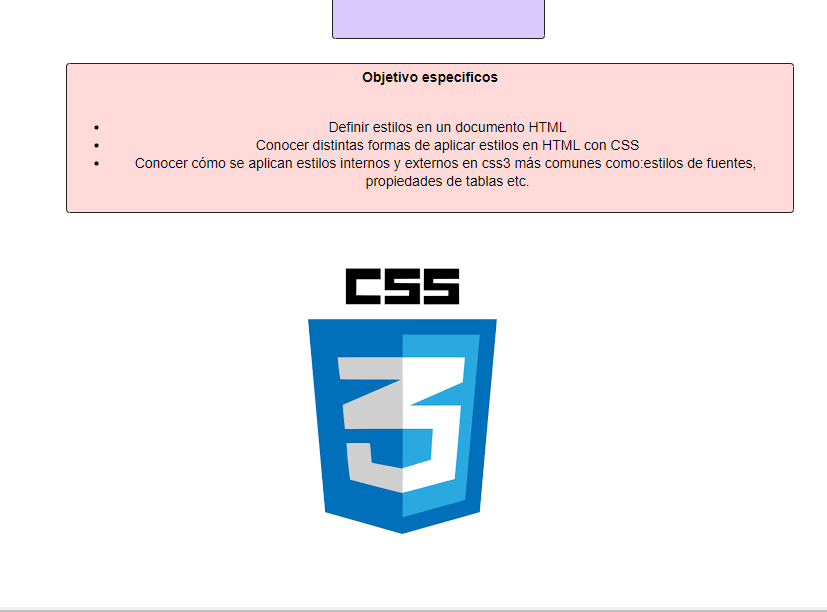 Objetivo especificos
• Definir estilos en un documento HTML
• Conocer distintas formas de aplicar estilos en HTML con CSS
• Conocer cómo se aplican estilos internos y externos en css3 más comunes como:estilos de fuentes,
propiedades de tablas etc.
CSS
3